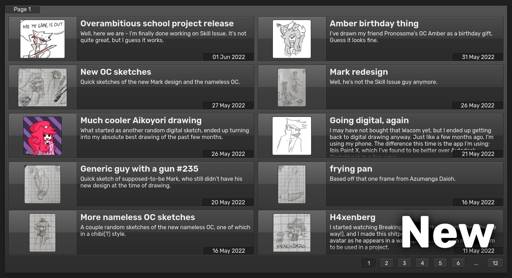 Page 1
Overambitious school project release
Well, here we are - I'm finally done working on Skill Issue. It's not
quite great, but I guess it works.
01 Jun 2022
Amber birthday thing
I've drawn my friend Pronosome's OC Amber as a birthday gift.
Guess it looks fine.
31 May 2022
New OC sketches
Quick sketches of the new Mark design and the nameless OC.
27 May 2022
Mark redesign
Well, he's not the Skill Issue guy anymore.
26 May 2022
Much cooler Aikoyori drawing
What started as another random digital sketch, ended up turning
into my absolute best drawing of the past few months.
26 May 2022
Going digital, again
I may have not bought that Wacom yet, but I ended up getting
back to digital drawing anyway. Just like a few months ago, I'm
using my phone. The difference this time is the app I'm using:
Ibis Paint X, which I've found to be better over
21 May 2022
Generic guy with a gun #235
Quick sketch of supposed-to-be Mark, who still didn't have his
new design at the time of drawing.
20 May 2022
frying pan
Based off that one frame from Azumanga Daioh.
16 May 2022
More nameless OC sketches
A couple random sketches of the new nameless OC, one of which
in a chibi(?) style.
16 May 2022
H4xenberg
I started watching Breaking
way!), and I made this shitp
avatar as he appears in a w
to be used in a project.
11 May 2022
New
1 2 3 4 5 6 ... 12